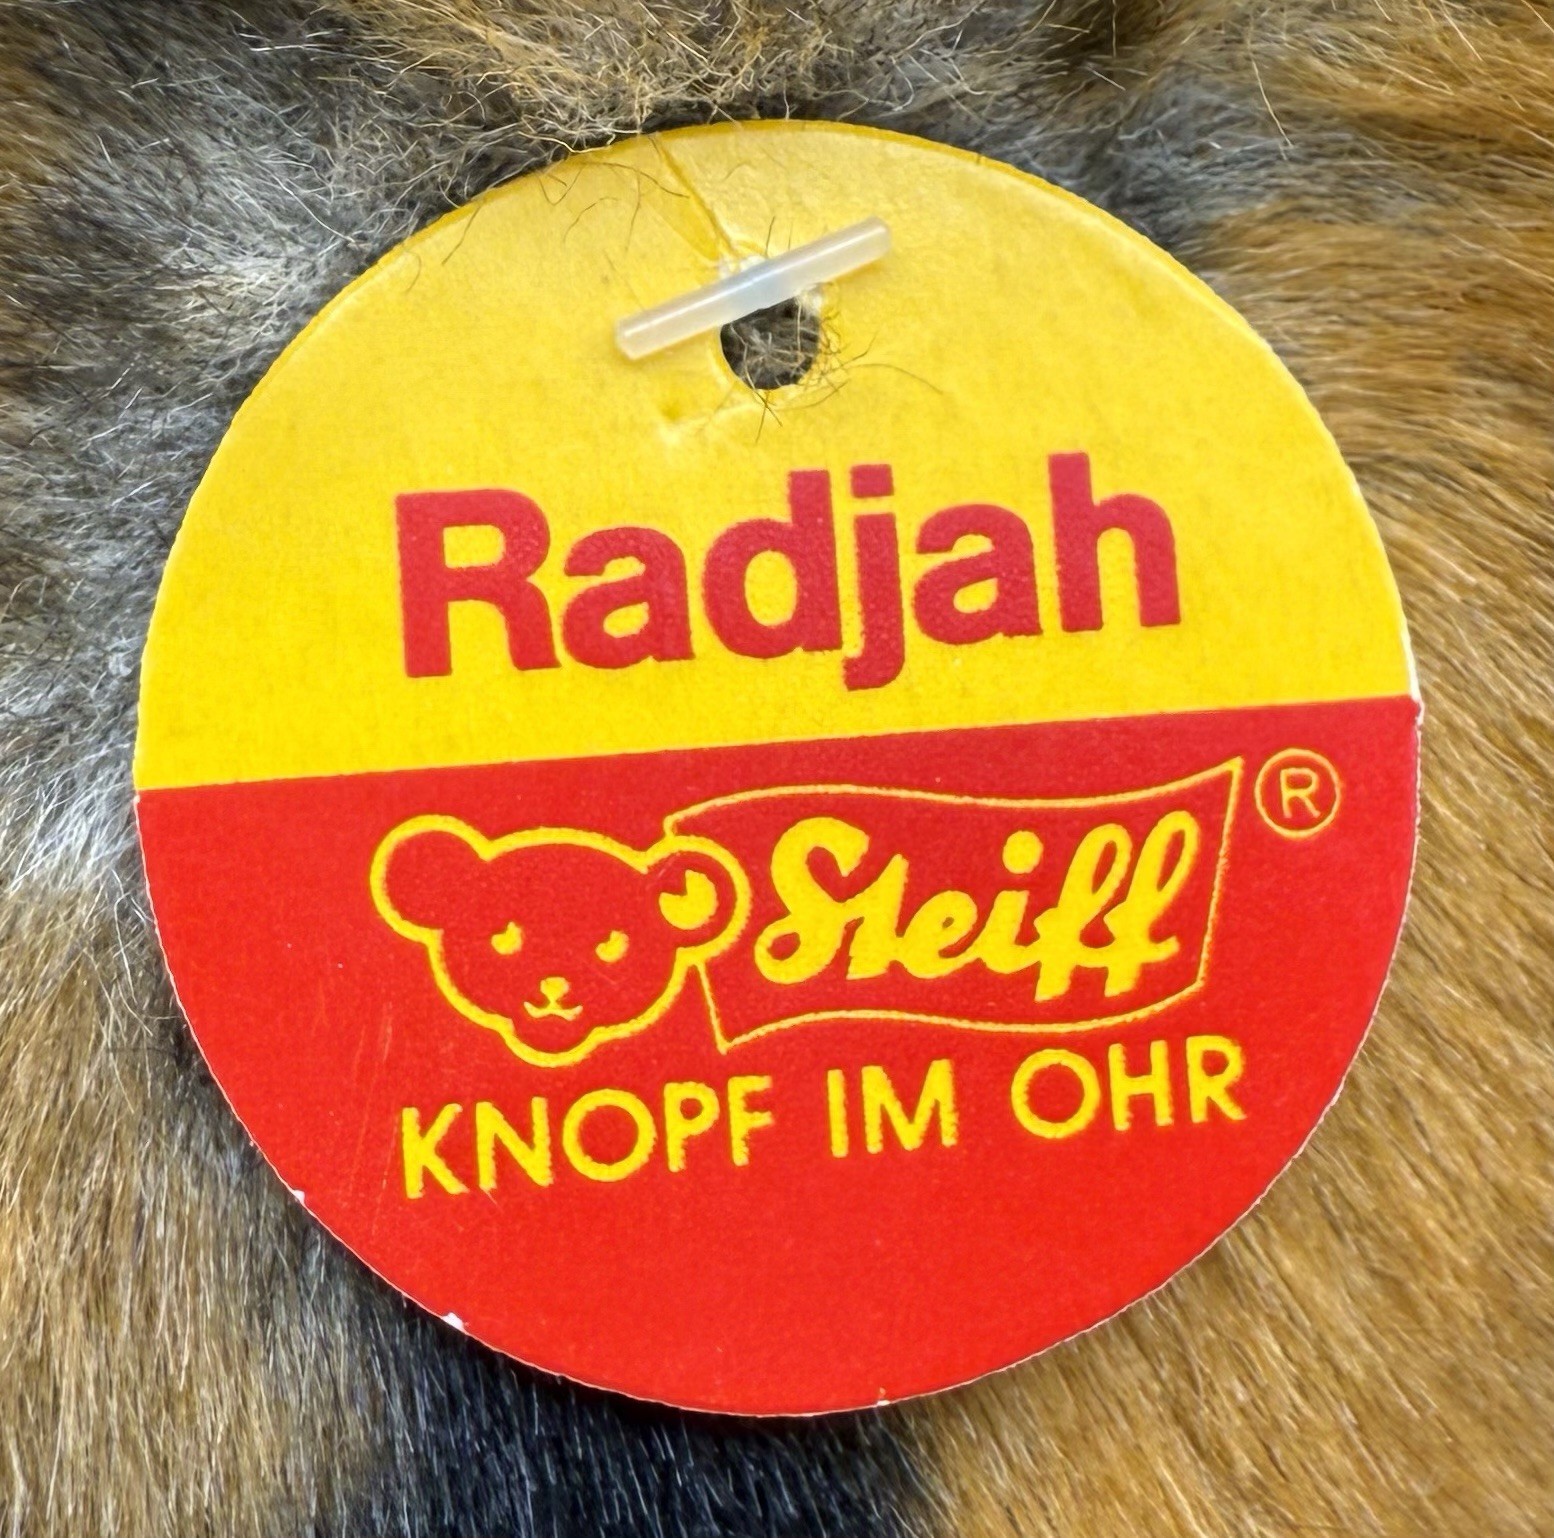 Radjah
Steiff ®
KNOPF IM OHR